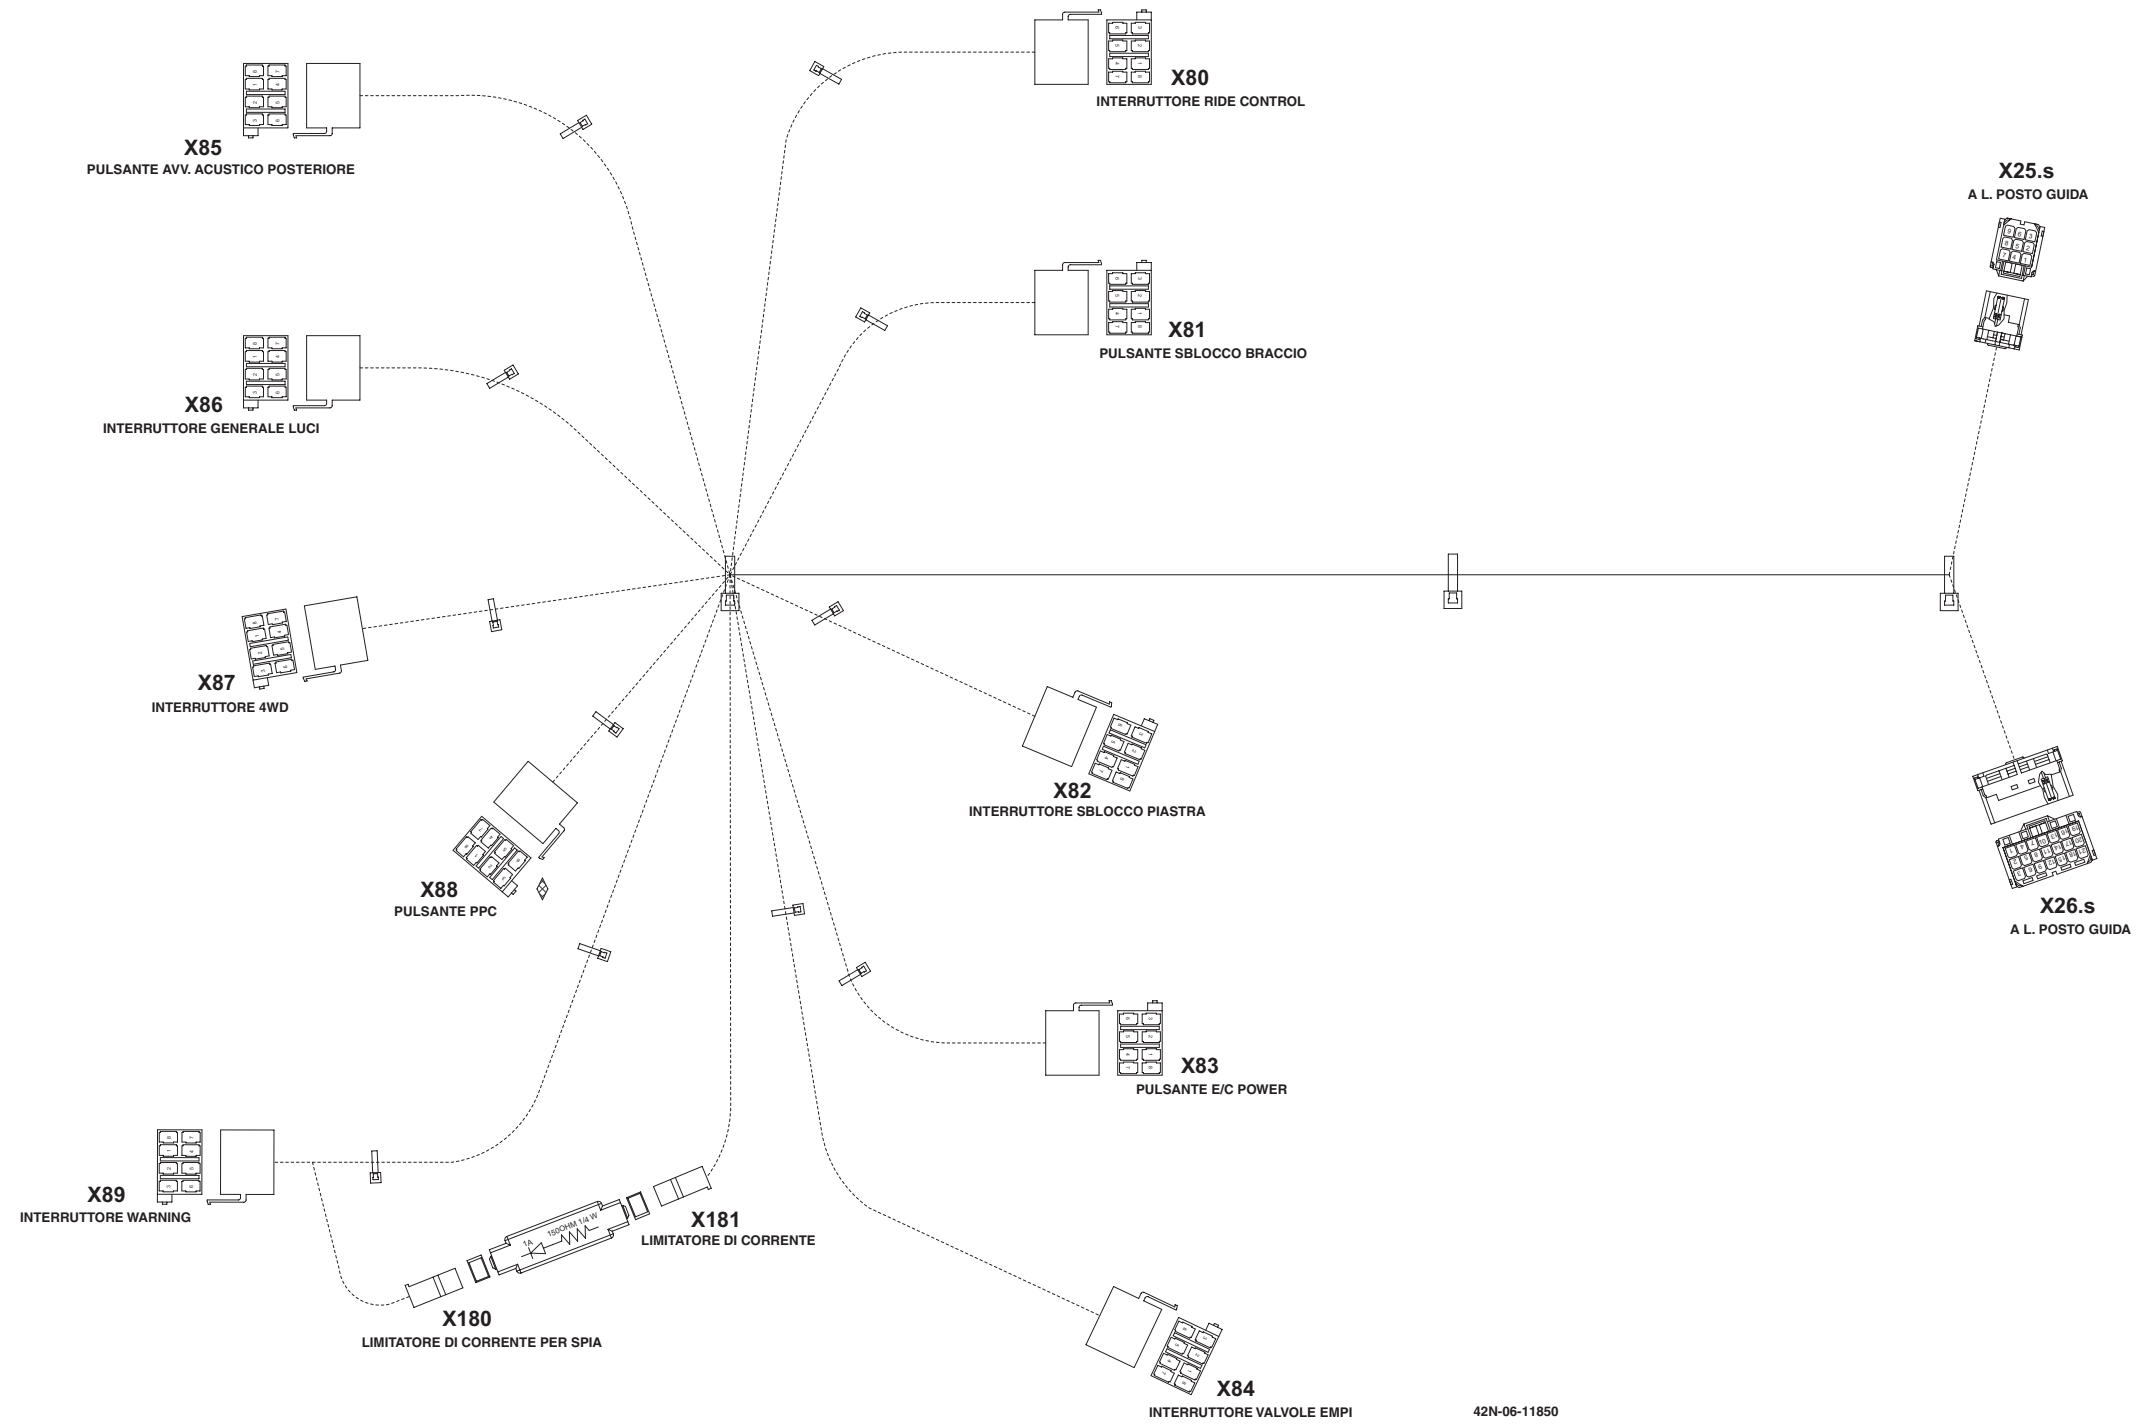 X80
INTERRUTTORE RIDE CONTROL
X85
PULSANTE AVV. ACUSTICO POSTERIORE
X25.s
A L. POSTO GUIDA
X81
PULSANTE SBLOCCO BRACCIO
X86
INTERRUTTORE GENERALE LUCI
X87
INTERRUTTORE 4WD
X82
INTERRUTTORE SBLOCCO PIASTRA
X88
PULSANTE PPC
X26.s
A L. POSTO GUIDA
X83
PULSANTE E/C POWER
X89
INTERRUTTORE WARNING
X181
LIMITATORE DI CORRENTE
1A
150OHM 1/4 W
X180
LIMITATORE DI CORRENTE PER SPIA
X84
INTERRUTTORE VALVOLE EMPI
42N-06-11850